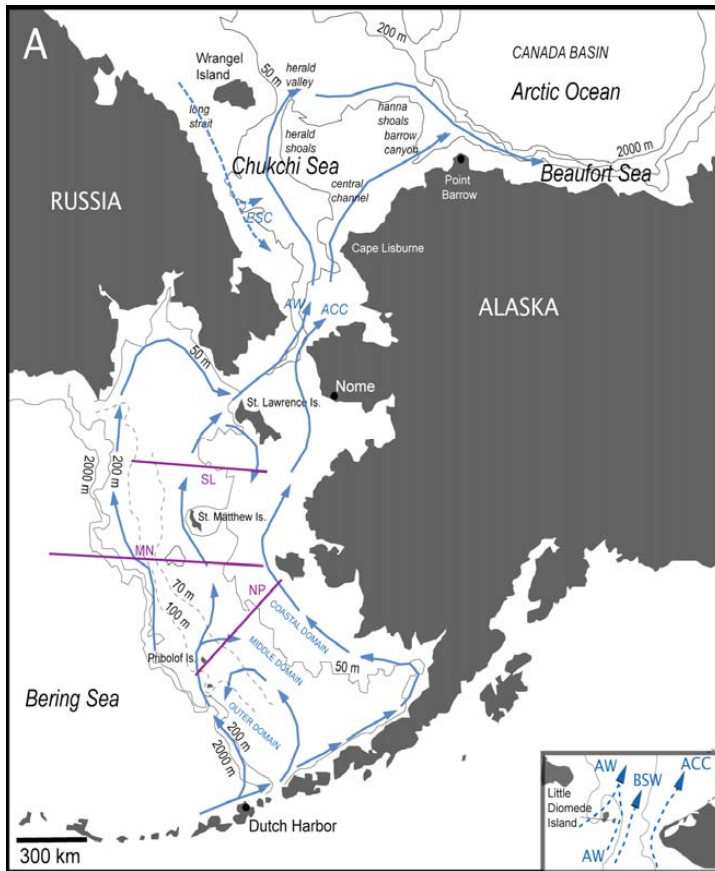 A
200 m
CANADA BASIN
Arctic Ocean
Wrangel
Island
50 m
herald
valley
long
strait
herald
shoals
hanna
shoals
barrow
canyon
2000 m
Chukchi Sea
Beaufort Sea
Point
Barrow
RUSSIA
central
channel
ESC
Cape Lisburne
AW
ACC
ALASKA
50 m
Nome
St. Lawrence Is.
2000 m
200 m
SL
St. Matthew Is.
MN
NP
70 m
100 m
COASTAL DOMAIN
MIDDLE DOMAIN
Pribolof Is.
50 m
Bering Sea
OUTER DOMAIN
200 m
2000 m
Dutch Harbor
300 km
AW
BSW
ACC
Little
Diomede
Island
AW